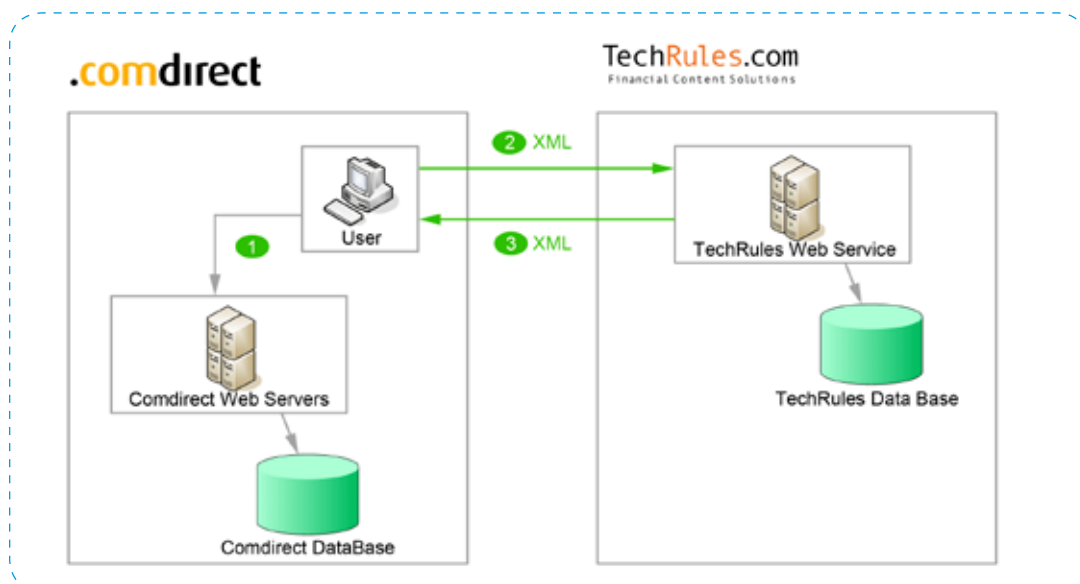 .comdirect
TechRules.com
Financial Content Solutions
2 XML
User
1
3 XML
TechRules Web Service
Comdirect Web Servers
TechRules Data Base
Comdirect DataBase